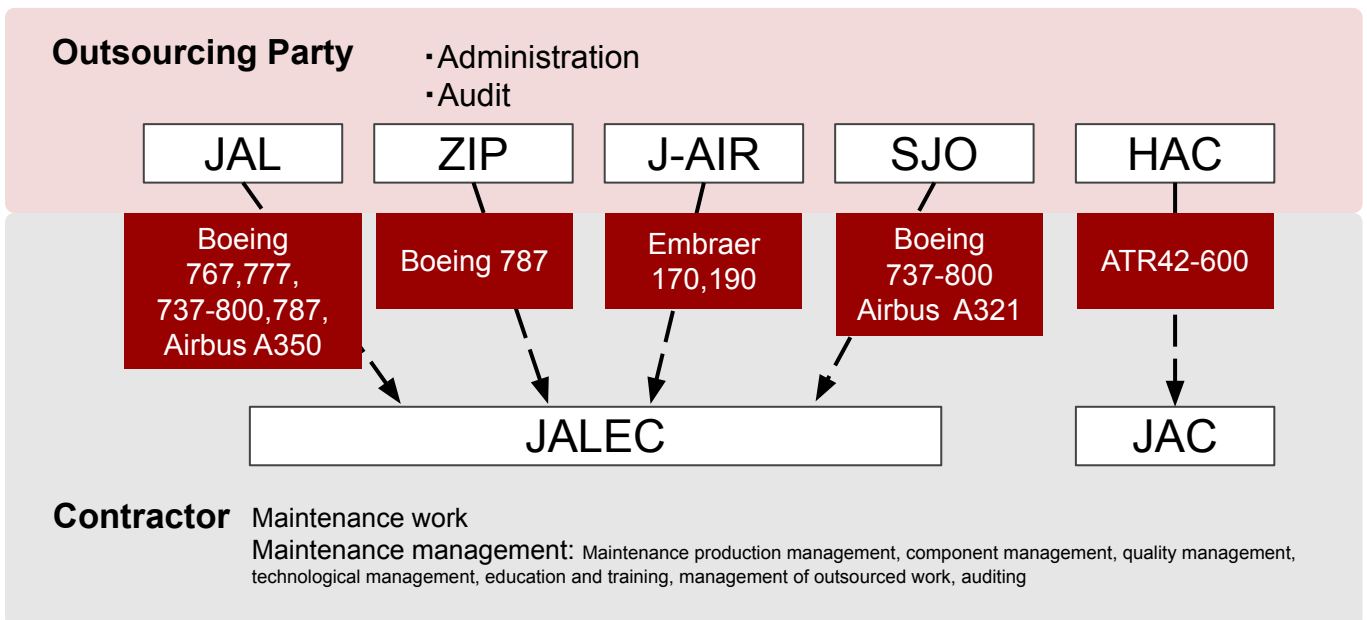 Outsourcing Party
・Administration
・Audit
JAL
ZIP
J-AIR
SJO
HAC
Boeing
767,777,
737-800,787,
Airbus A350
Boeing 787
Embraer
170,190
Boeing
737-800
Airbus A321
ATR42-600
JALEC
JAC
Contractor Maintenance work
Maintenance management: Maintenance production management, component management, quality management,
technological management, education and training, management of outsourced work, auditing